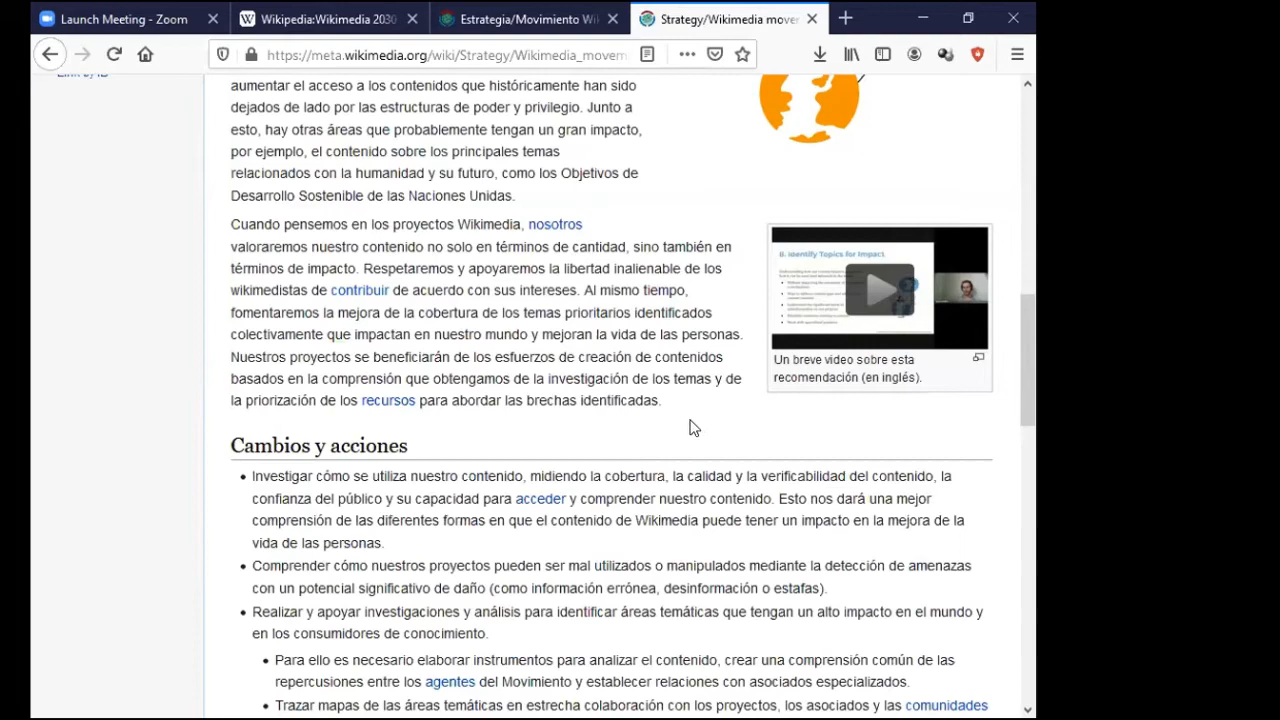 Launch Meeting - Zoom
Wikipedia:Wikimedia 2030
Estrategia/Movimiento Wi
Strategy/Wikimedia mover
https://meta.wikimedia.org/wiki/Strategy/Wikimedia_movem
Link by ID
aumentar el acceso a los contenidos que históricamente han sido
dejados de lado por las estructuras de poder y privilegio. Junto a
esto, hay otras áreas que probablemente tengan un gran impacto,
por ejemplo, el contenido sobre los principales temas
relacionados con la humanidad y su futuro, como los Objetivos de
Desarrollo Sostenible de las Naciones Unidas.
Cuando pensemos en los proyectos Wikimedia, nosotros
valoraremos nuestro contenido no solo en términos de cantidad, sino también en
términos de impacto. Respetaremos y apoyaremos la libertad inalienable de los
wikimedistas de contribuir de acuerdo con sus intereses. Al mismo tiempo,
fomentaremos la mejor de la cobertura de los temas prioritarios identificados
colectivamente que impactan en nuestro mundo y mejoran la vida de las personas.
Nuestros proyectos se beneficiarán de los esfuerzos de creación de contenidos
basados en la comprensión que obtengamos de la investigación de los temas y de
la priorización de los recursos para abordar las brechas identificadas.
8. Identify Topics for Impact
Un breve video sobre esta
recomendación (en inglés).
Cambios y acciones
• Investigar cómo se utiliza nuestro contenido, midiendo la cobertura, la calidad y la verificabilidad del contenido, la
confianza del público y su capacidad para acceder y comprender nuestro contenido. Esto nos dará una mejor
comprensión de las diferentes formas en que el contenido de Wikimedia puede tener un impacto en la mejora de la
vida de las personas.
• Comprender cómo nuestros proyectos pueden ser mal utilizados o manipulados mediante la detección de amenazas
con un potencial significativo de daño (como información errónea, desinformación o estafas).
• Realizar y apoyar investigaciones y análisis para identificar áreas temáticas que tengan un alto impacto en el mundo y
en los consumidores de conocimiento.
• Para ello es necesario elaborar instrumentos para analizar el contenido, crear una comprensión común de las
repercusiones entre los agentes del Movimiento y establecer relaciones con asociados especializados.
• Trazar mapas de las áreas temáticas en estrecha colaboración con los proyectos, los asociados y las comunidades